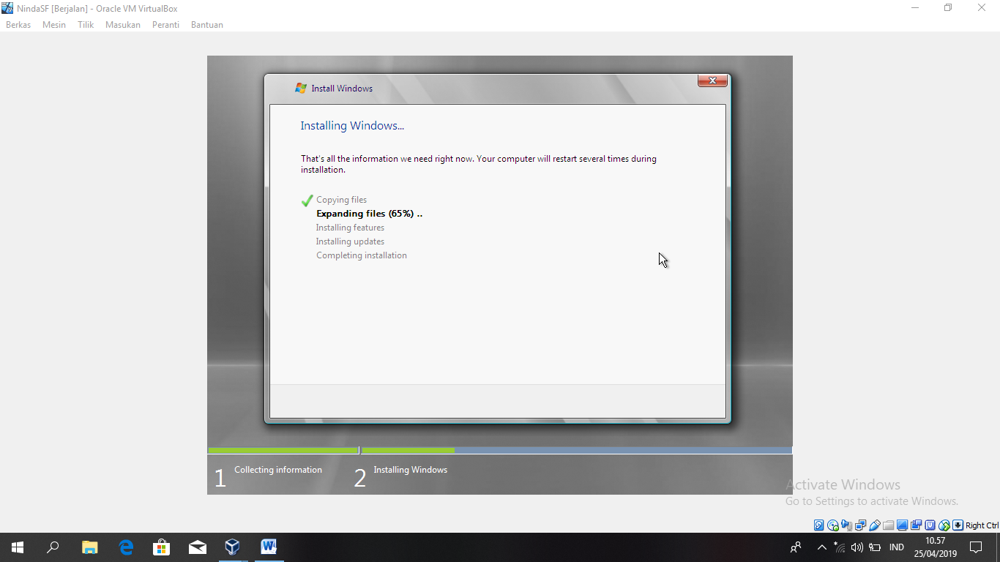 NindaSF [Berjalan] - Oracle VM VirtualBox
Berkas Mesin Tilik Masukan Peranti Bantuan
Install Windows
Installing Windows...
That's all the information we need right now. Your computer will restart several times during
installation.
Copying files
Expanding files (65%) ..
Installing features
Installing updates
Completing installation
1 Collecting information 2 Installing Windows
Activate Windows
Go to Settings to activate Windows.
Right Ctrl
IND
10.57
25/04/2019